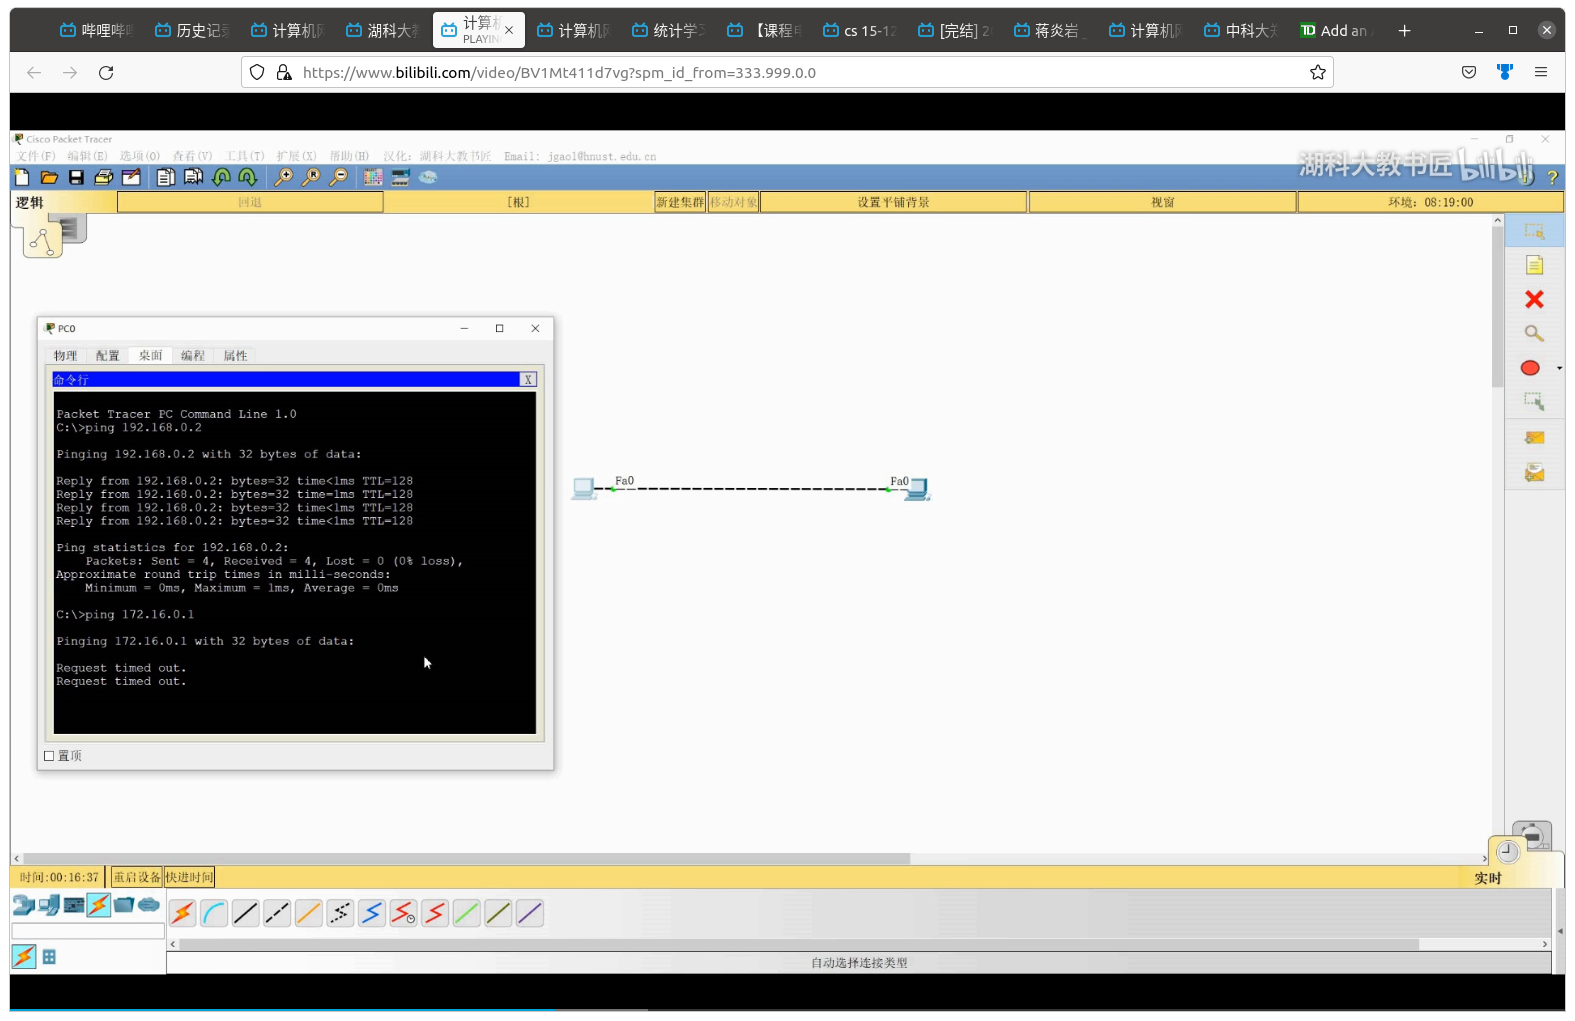 哔哩哔哩
历史记录
计算机网
湖科大教
计算机
PLAYIN
计算机网
统计学习
【课程
cs 15-12
[完结] 2
蒋炎岩
计算机网
中科大
Add an
https://www.bilibili.com/video/BV1Mt411d7vg?spm_id_from=333.999.0.0
Cisco Packet Tracer
文件(F) 编辑(E) 选项(O) 查看(V) 工具(T) 扩展(X) 帮助(H) 汉化: 湖科大教书匠 Email: jgaol@hnust.edu.cn
湖科大教书匠 bilibili
逻辑 回退 [根] 新建集群 移动对象 设置平铺背景 视窗 环境: 08:19:00
PC0
物理 配置 桌面 编程 属性
命令行 X
Packet Tracer PC Command Line 1.0
C:\>ping 192.168.0.2
Pinging 192.168.0.2 with 32 bytes of data:
Reply from 192.168.0.2: bytes=32 time<1ms TTL=128
Reply from 192.168.0.2: bytes=32 time=1ms TTL=128
Reply from 192.168.0.2: bytes=32 time<1ms TTL=128
Reply from 192.168.0.2: bytes=32 time<1ms TTL=128
Ping statistics for 192.168.0.2:
Packets: Sent = 4, Received = 4, Lost = 0 (0% loss),
Approximate round trip times in milli-seconds:
Minimum = 0ms, Maximum = 1ms, Average = 0ms
C:\>ping 172.16.0.1
Pinging 172.16.0.1 with 32 bytes of data:
Request timed out.
Request timed out.
置顶
Fa0
Fa0
时间:00:16:37 重启设备 快进时间
实时
自动选择连接类型